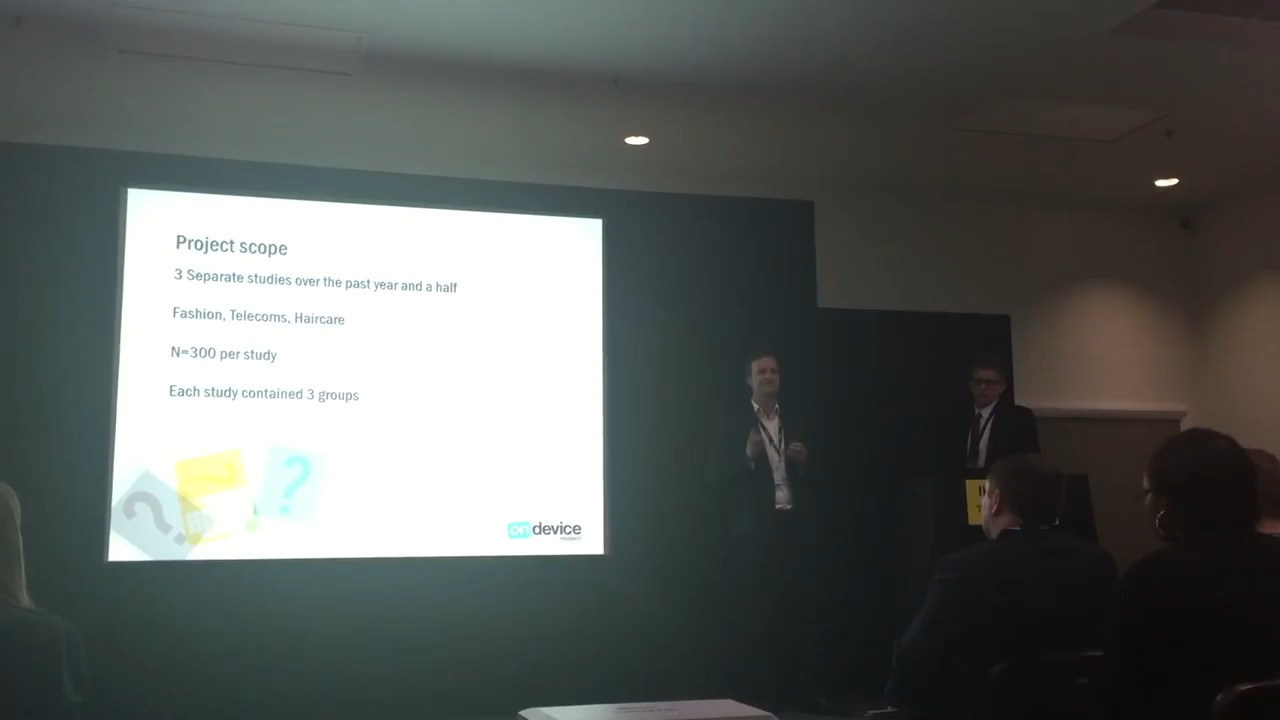 Project scope
3 Separate studies over the past year and a half
Fashion, Telecoms, Haircare
N=300 per study
Each study contained 3 groups
? ? ?
ondevice
research